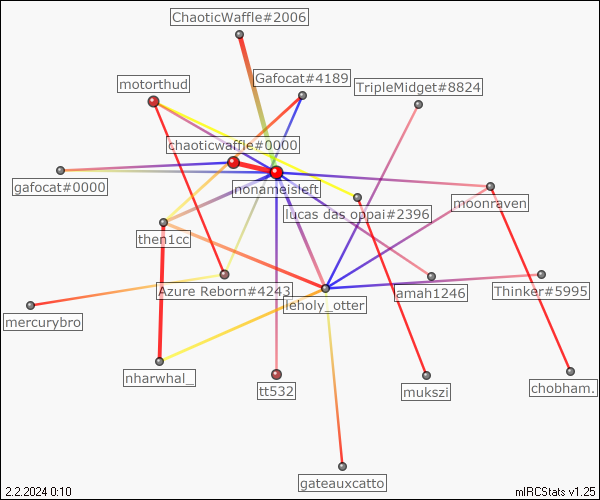 ChaoticWaffle#2006
motorthud
Gafocat#4189
TripleMidget#8824
chaoticwaffle#0000
gafocat#0000
nonameisleft
lucas das oppai#2396
moonraven
then1cc
Azure Reborn#4243
leholy_otter
amah1246
Thinker#5995
mercurybro
nharwhal_
tt532
mukszi
chobham.
gateauxcatto
2.2.2024 0:10
mIRCStats v1.25